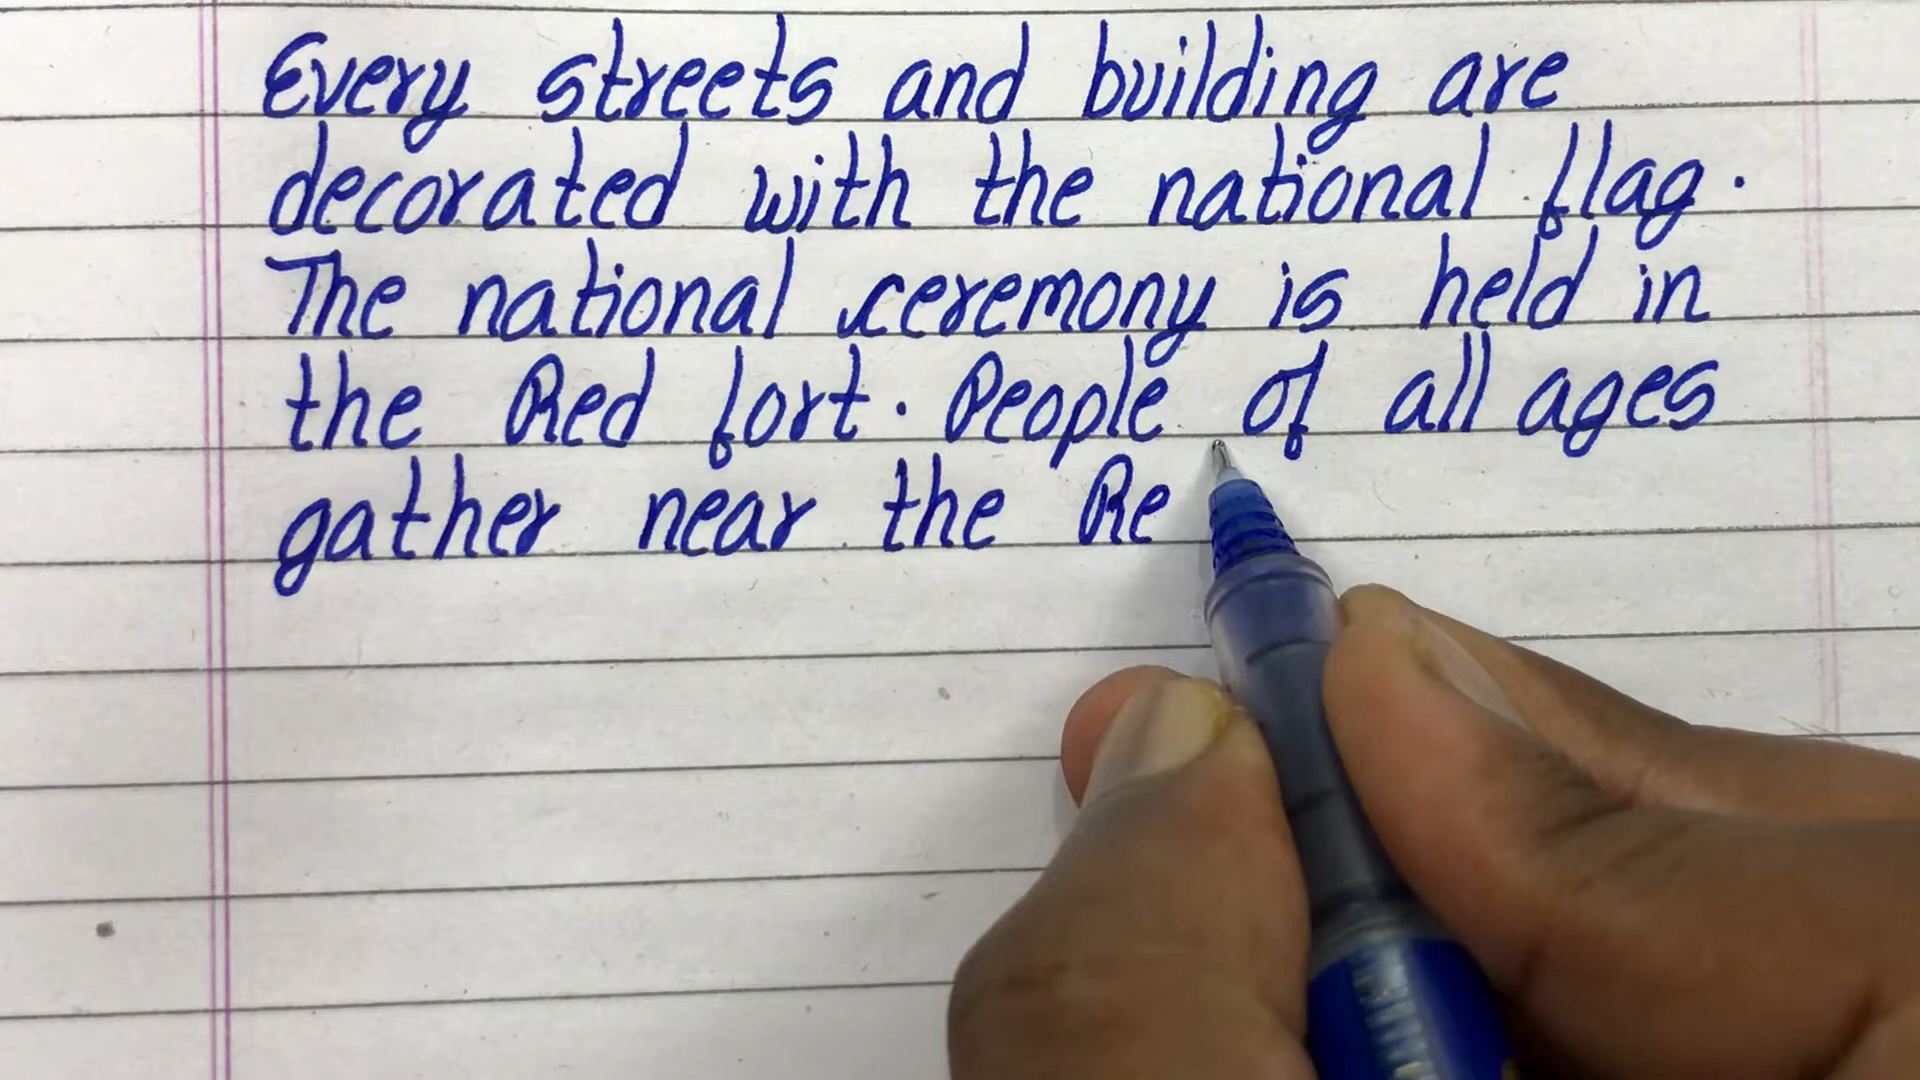 Every streets and building are
decorated with the national flag.
The national ceremony is held in
the Red fort. People of all ages
gather near the Re